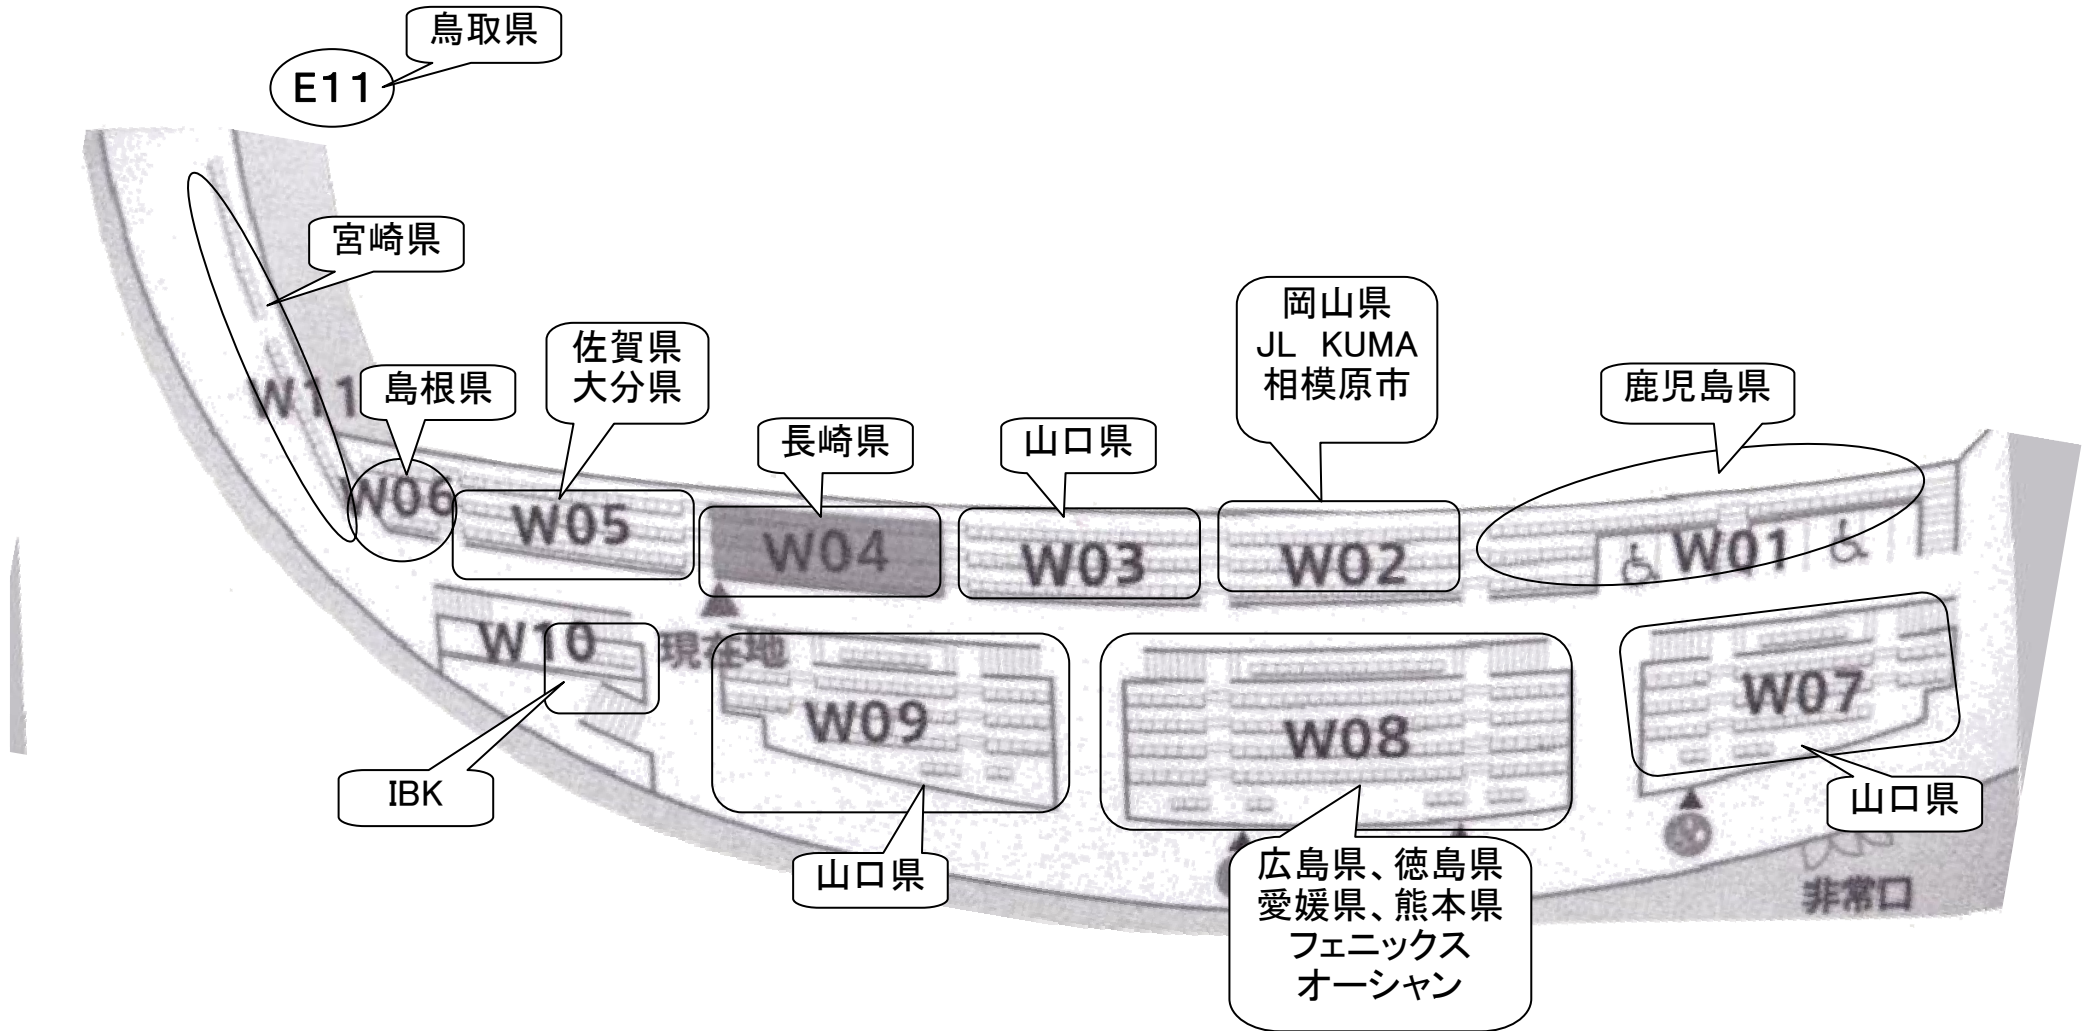 鳥取県
E11
宮崎県
岡山県
JL KUMA
相模原市
佐賀県
大分県
鹿児島県
W11
島根県
長崎県
山口県
W06
W05
W04
W03
W02
W01
現在地
W10
W09
W08
W07
IBK
山口県
山口県
広島県、徳島県
愛媛県、熊本県
フェニックス
オーシャン
非常口